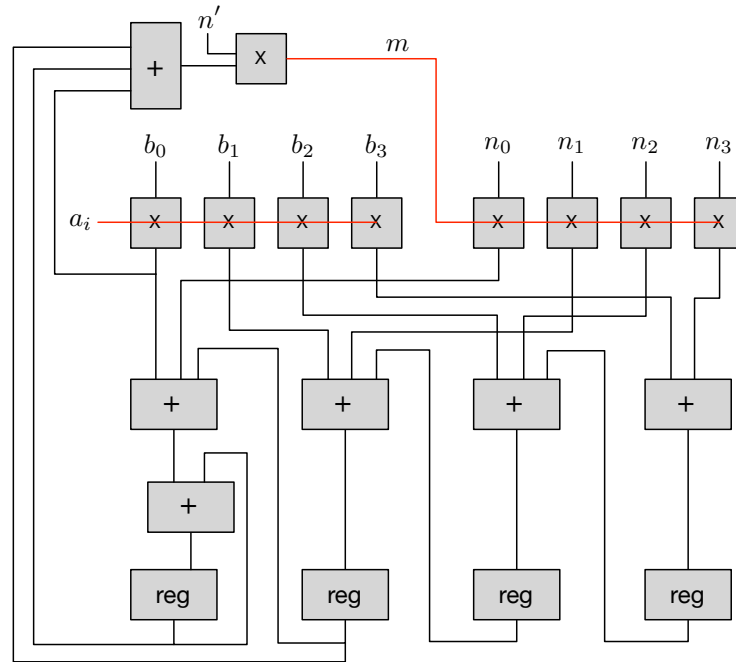 n′
+ x m
b₀ b₁ b₂ b₃ n₀ n₁ n₂ n₃
aᵢ x x x x x x x x
+ + + +
+
reg reg reg reg